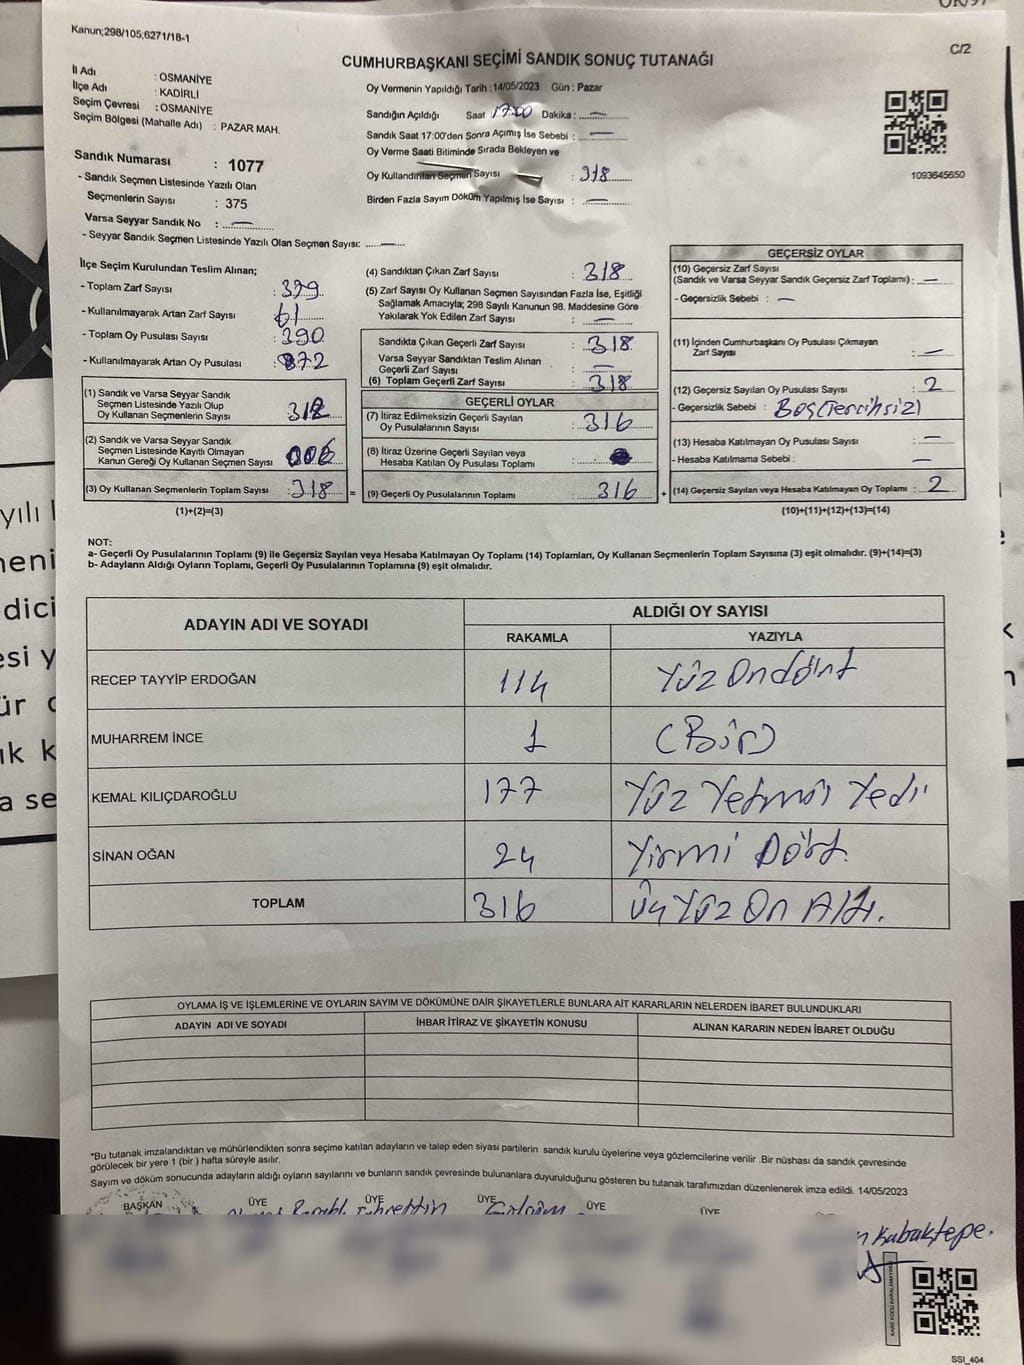 Kanun;298/105;6271/18-1
C/2
CUMHURBAŞKANI SEÇİMİ SANDIK SONUÇ TUTANAĞI
İl Adı : OSMANİYE
İlçe Adı : KADİRLİ
Seçim Çevresi : OSMANİYE
Seçim Bölgesi (Mahalle Adı) : PAZAR MAH.
Sandık Numarası : 1077
- Sandık Seçmen Listesinde Yazılı Olan
Seçmenlerin Sayısı : 375
Varsa Seyyar Sandık No : —
- Seyyar Sandık Seçmen Listesinde Yazılı Olan Seçmen Sayısı: —
Oy Vermenin Yapıldığı Tarih : 14/05/2023 Gün : Pazar
Sandığın Açıldığı Saat 17:00 Dakika : —
Sandık Saat 17:00'den Sonra Açımış İse Sebebi : —
Oy Verme Saati Bitiminde Sırada Bekleyen ve
Oy Kullandırılan Seçmen Sayısı : 318
Birden Fazla Sayım Döküm Yapılmış İse Sayısı : —
1093645650
İlçe Seçim Kurulundan Teslim Alınan;
- Toplam Zarf Sayısı : 379
- Kullanılmayarak Artan Zarf Sayısı : 61
- Toplam Oy Pusulası Sayısı : 390
- Kullanılmayarak Artan Oy Pusulası : 72
(1) Sandık ve Varsa Seyyar Sandık
Seçmen Listesinde Yazılı Olup
Oy Kullanan Seçmenlerin Sayısı : 312
(2) Sandık ve Varsa Seyyar Sandık
Seçmen Listesinde Kayıtlı Olmayan
Kanun Gereği Oy Kullanan Seçmen Sayısı : 006
(3) Oy Kullanan Seçmenlerin Toplam Sayısı : 318 =
(1)+(2)=(3)
(4) Sandıktan Çıkan Zarf Sayısı : 318
(5) Zarf Sayısı Oy Kullanan Seçmen Sayısından Fazla İse, Eşitliği
Sağlamak Amacıyla; 298 Sayılı Kanunun 98. Maddesine Göre
Yakılarak Yok Edilen Zarf Sayısı : —
Sandıkta Çıkan Geçerli Zarf Sayısı : 318
Varsa Seyyar Sandıktan Teslim Alınan
Geçerli Zarf Sayısı : —
(6) Toplam Geçerli Zarf Sayısı : 318
GEÇERLİ OYLAR
(7) İtiraz Edilmeksizin Geçerli Sayılan
Oy Pusulalarının Sayısı : 316
(8) İtiraz Üzerine Geçerli Sayılan veya
Hesaba Katılan Oy Pusulası Toplamı :
(9) Geçerli Oy Pusulalarının Toplamı : 316 +
GEÇERSİZ OYLAR
(10) Geçersiz Zarf Sayısı
(Sandık ve Varsa Seyyar Sandık Geçersiz Zarf Toplamı) : —
- Geçersizlik Sebebi : —
(11) İçinden Cumhurbaşkanı Oy Pusulası Çıkmayan
Zarf Sayısı : —
(12) Geçersiz Sayılan Oy Pusulası Sayısı : 2
- Geçersizlik Sebebi : Boş(Tercihsiz)
(13) Hesaba Katılmayan Oy Pusulası Sayısı : —
- Hesaba Katılmama Sebebi : —
(14) Geçersiz Sayılan veya Hesaba Katılmayan Oy Toplamı : 2
(10)+(11)+(12)+(13)=(14)
NOT:
a- Geçerli Oy Pusulalarının Toplamı (9) ile Geçersiz Sayılan veya Hesaba Katılmayan Oy Toplamı (14) Toplamları, Oy Kullanan Seçmenlerin Toplam Sayısına (3) eşit olmalıdır. (9)+(14)=(3)
b- Adayların Aldığı Oyların Toplamı, Geçerli Oy Pusulalarının Toplamına (9) eşit olmalıdır.
ADAYIN ADI VE SOYADI
ALDIĞI OY SAYISI
RAKAMLA YAZIYLA
RECEP TAYYİP ERDOĞAN 114 Yüz Ondört
MUHARREM İNCE 1 (Bir)
KEMAL KILIÇDAROĞLU 177 Yüz Yetmiş Yedi
SİNAN OĞAN 24 Yirmi Dört.
TOPLAM 316 Üç Yüz On Altı.
OYLAMA İŞ VE İŞLEMLERİNE VE OYLARIN SAYIM VE DÖKÜMÜNE DAİR ŞİKAYETLERLE BUNLARA AİT KARARLARIN NELERDEN İBARET BULUNDUKLARI
ADAYIN ADI VE SOYADI İHBAR İTİRAZ VE ŞİKAYETİN KONUSU ALINAN KARARIN NEDEN İBARET OLDUĞU
*Bu tutanak imzalandıktan ve mühürlendikten sonra seçime katılan adayların ve talep eden siyasi partilerin sandık kurulu üyelerine veya gözlemcilerine verilir .Bir nüshası da sandık çevresinde
görülecek bir yere 1 (bir ) hafta süreyle asılır.
Sayım ve döküm sonucunda adayların aldığı oyların sayılarını ve bunların sandık çevresinde bulunanlara duyurulduğunu gösteren bu tutanak tarafımızdan düzenlenerek imza edildi. 14/05/2023
BAŞKAN ÜYE ÜYE ÜYE ÜYE ÜYE
Kabaktepe.
SSI_404